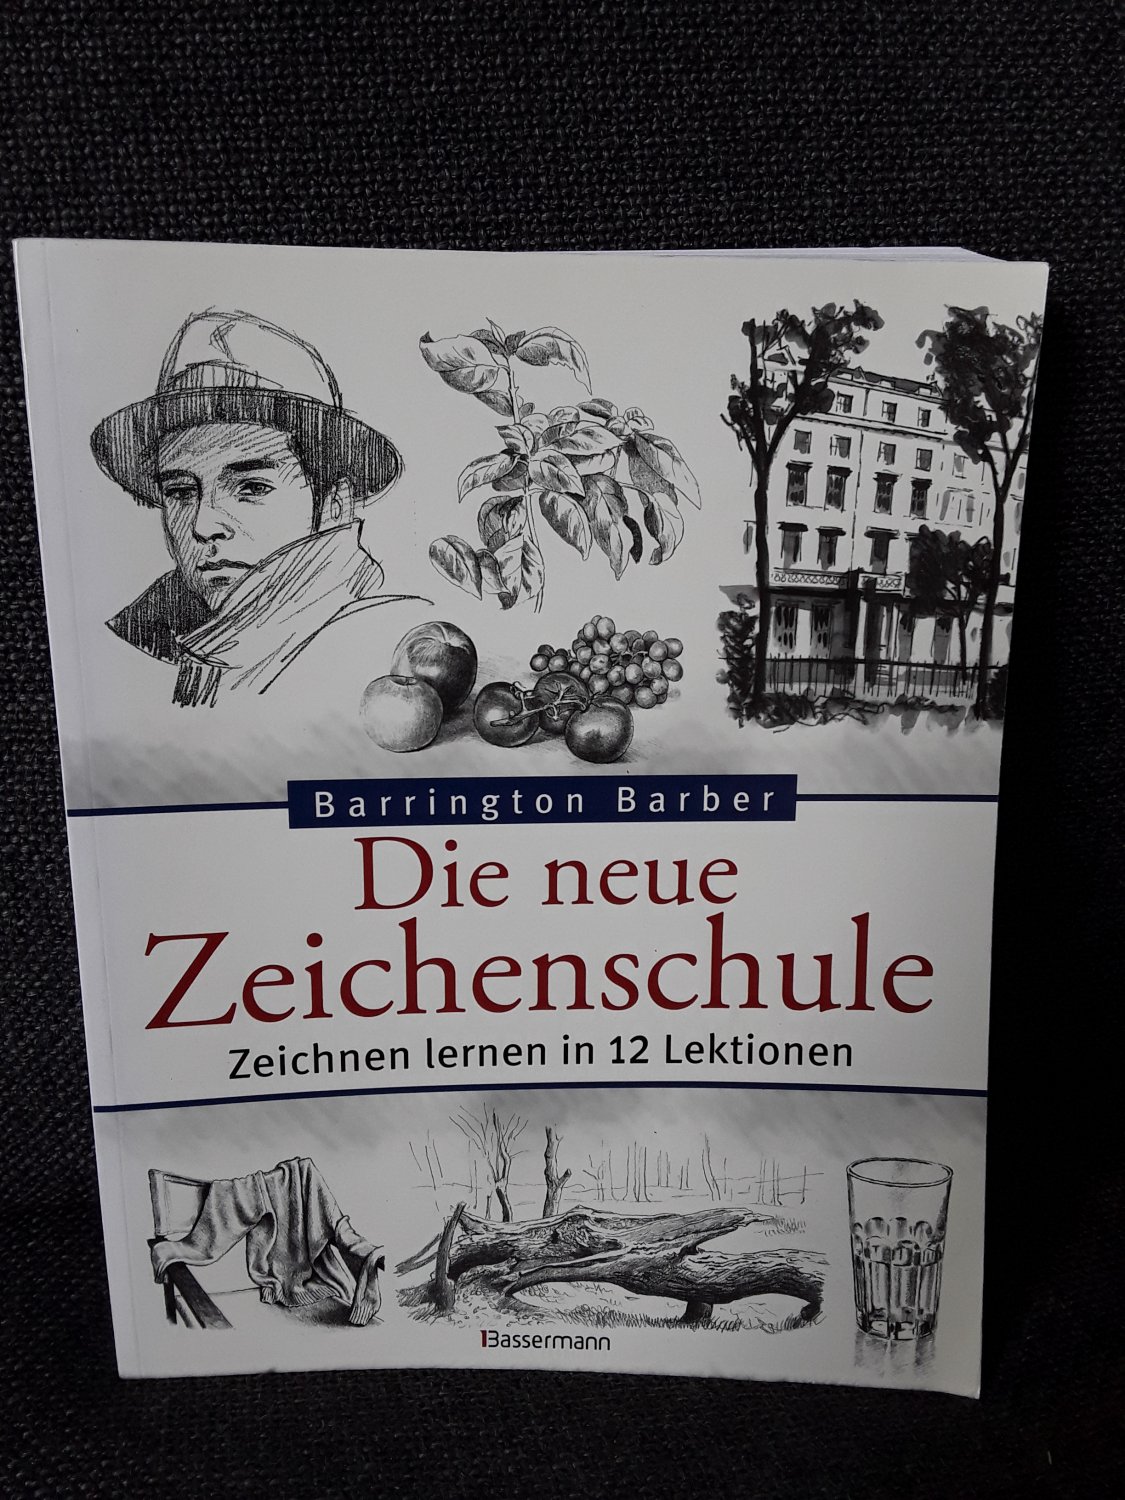 Barrington Barber
Die neue
Zeichenschule
Zeichnen lernen in 12 Lektionen
Bassermann